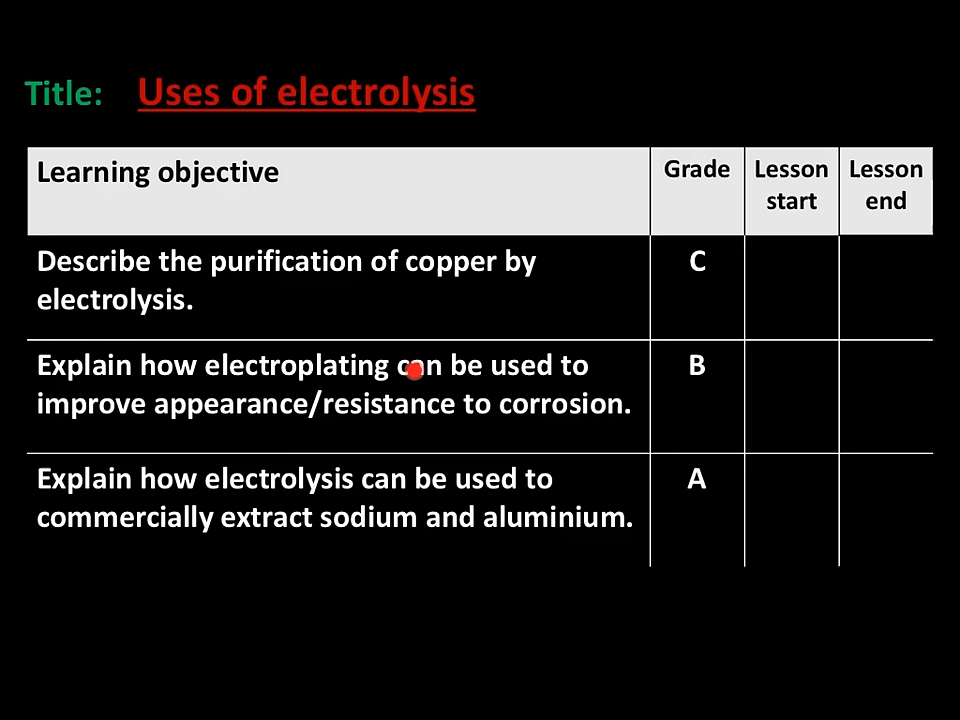 Title: Uses of electrolysis
Learning objective Grade Lesson start Lesson end
Describe the purification of copper by
electrolysis. C
Explain how electroplating can be used to
improve appearance/resistance to corrosion. B
Explain how electrolysis can be used to
commercially extract sodium and aluminium. A